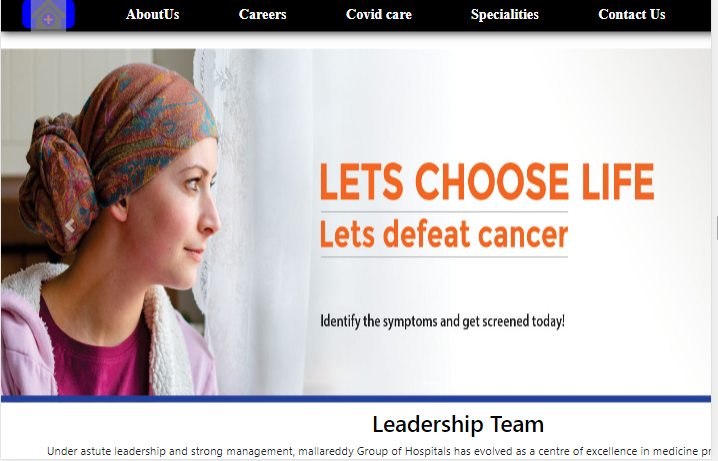 AboutUs Careers Covid care Specialities Contact Us
LETS CHOOSE LIFE
Lets defeat cancer
Identify the symptoms and get screened today!
Leadership Team
Under astute leadership and strong management, mallareddy Group of Hospitals has evolved as a centre of excellence in medicine pr